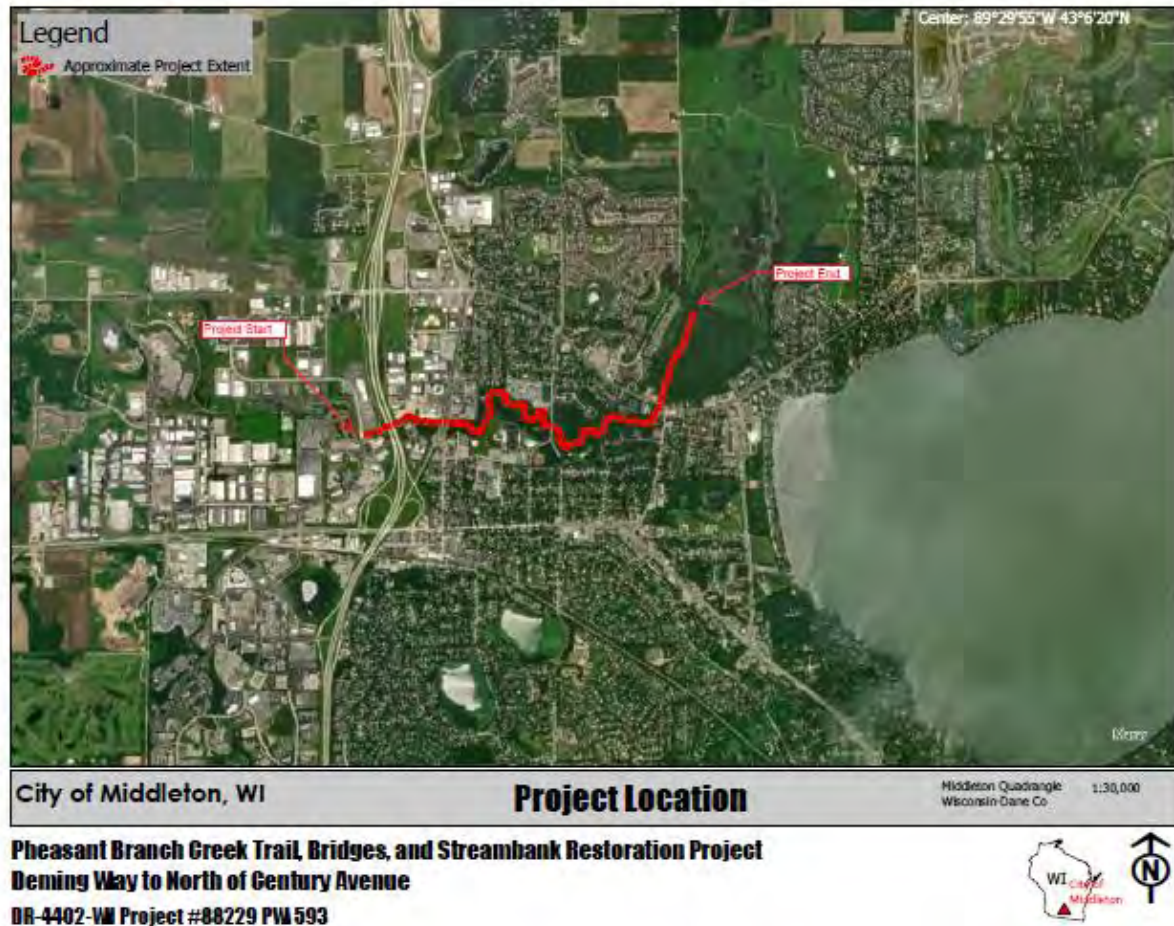 Legend
Center: 89°29'55"W 43°6'20"N
Approximate Project Extent
Project End
Project Start
City of Middleton, WI
Project Location
Middleton Quadrangle
Wisconsin-Dane Co
1:30,000
Pheasant Branch Creek Trail, Bridges, and Streambank Restoration Project
Deming Way to North of Century Avenue
DR-4402-WI Project #88229 PW 593
WI
City of
Middleton
N